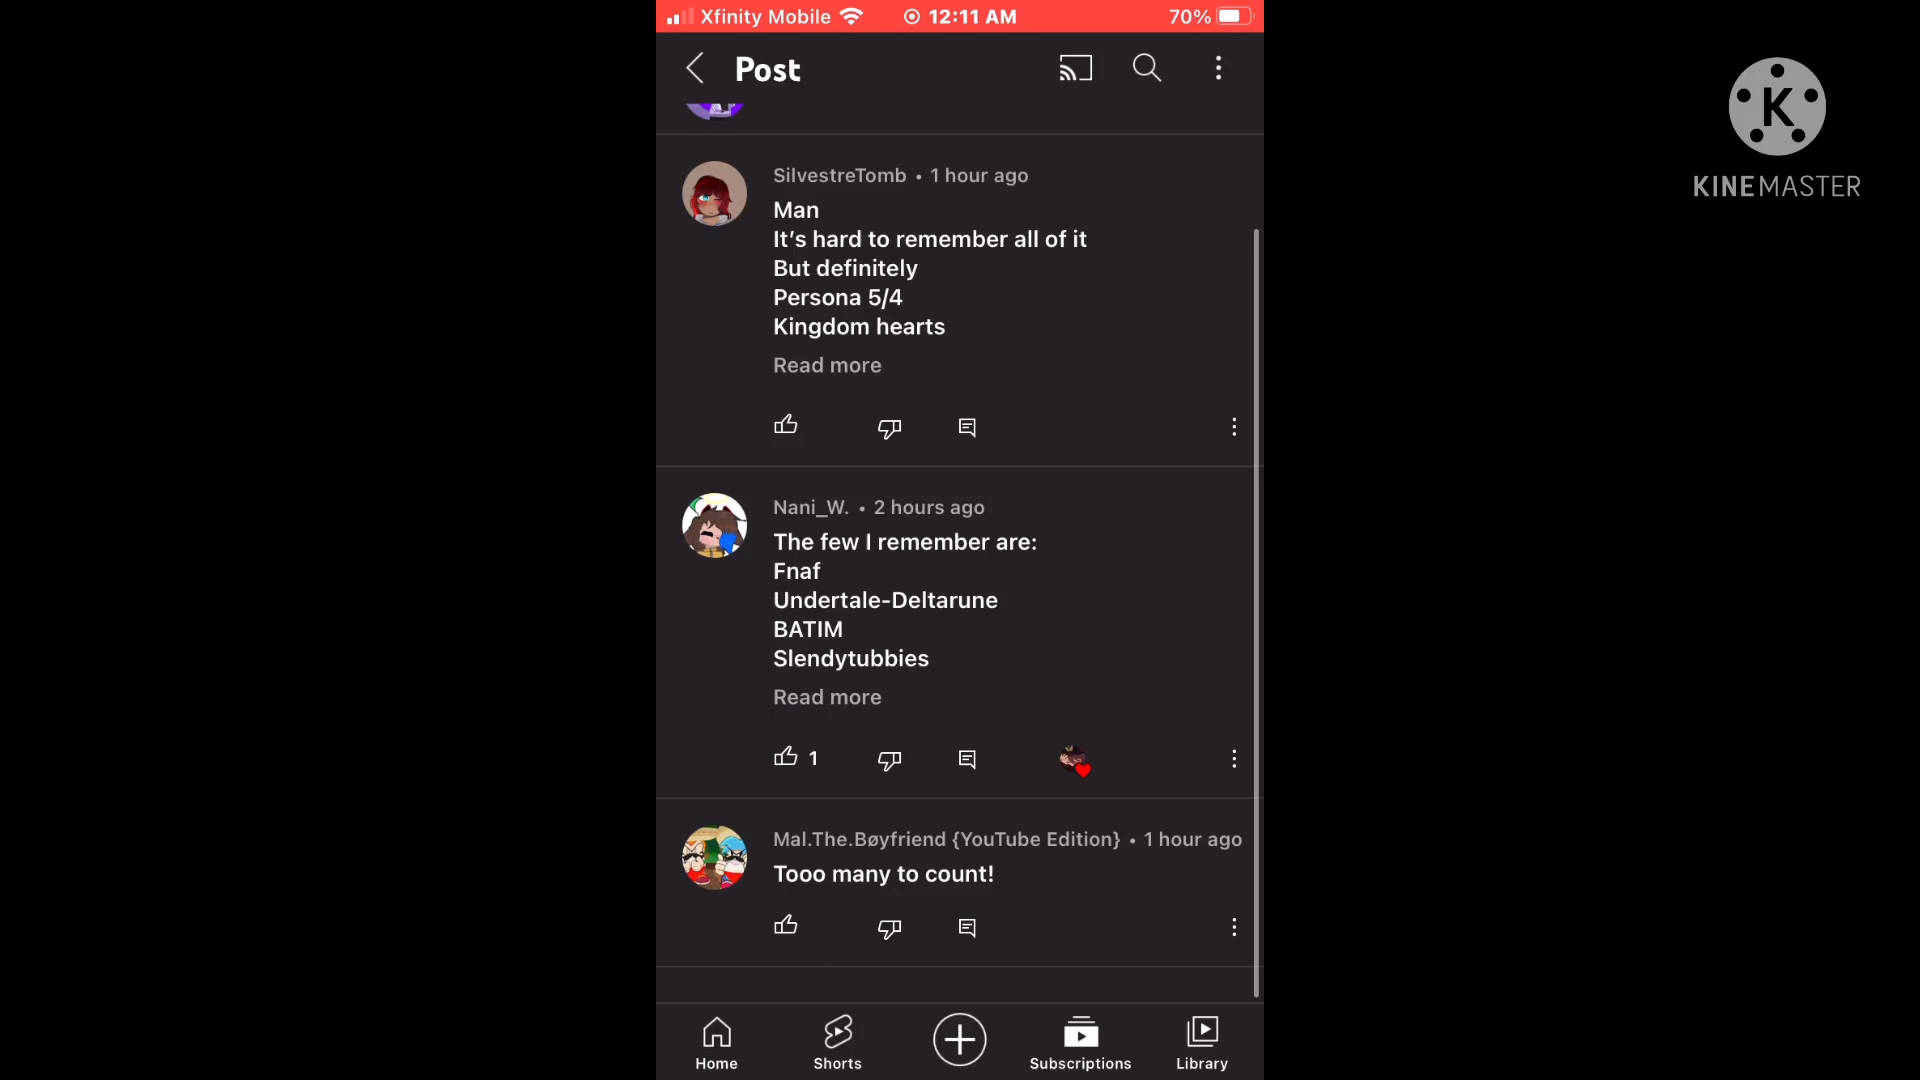 Xfinity Mobile 12:11 AM 70%
Post
K
KINEMASTER
SilvestreTomb • 1 hour ago
Man
It’s hard to remember all of it
But definitely
Persona 5/4
Kingdom hearts
Read more
Nani_W. • 2 hours ago
The few I remember are:
Fnaf
Undertale-Deltarune
BATIM
Slendytubbies
Read more
1
Mal.The.Bøyfriend {YouTube Edition} • 1 hour ago
Tooo many to count!
Home Shorts Subscriptions Library